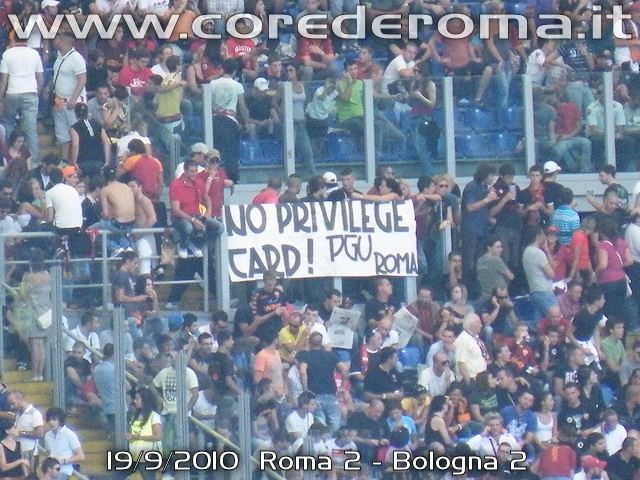 www.corederoma.it
NO PRIVILEGE
CARD! PGU ROMA
19/9/2010 Roma 2 - Bologna 2